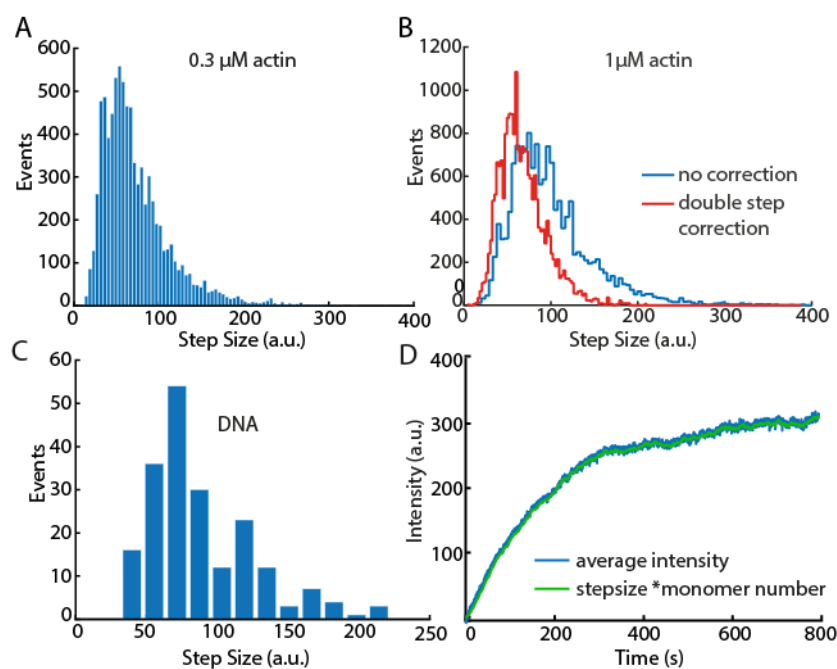 A
0.3 µM actin
600
500
400
300
200
100
0
Events
0
100
200
300
400
Step Size (a.u.)
B
1µM actin
1200
1000
800
600
400
200
0
Events
no correction
double step
correction
0
100
200
300
400
Step Size (a.u.)
C
DNA
60
50
40
30
20
10
0
Events
50
100
150
200
250
Step Size (a.u.)
D
400
300
200
100
Intensity (a.u.)
average intensity
stepsize *monomer number
0
200
400
600
800
Time (s)